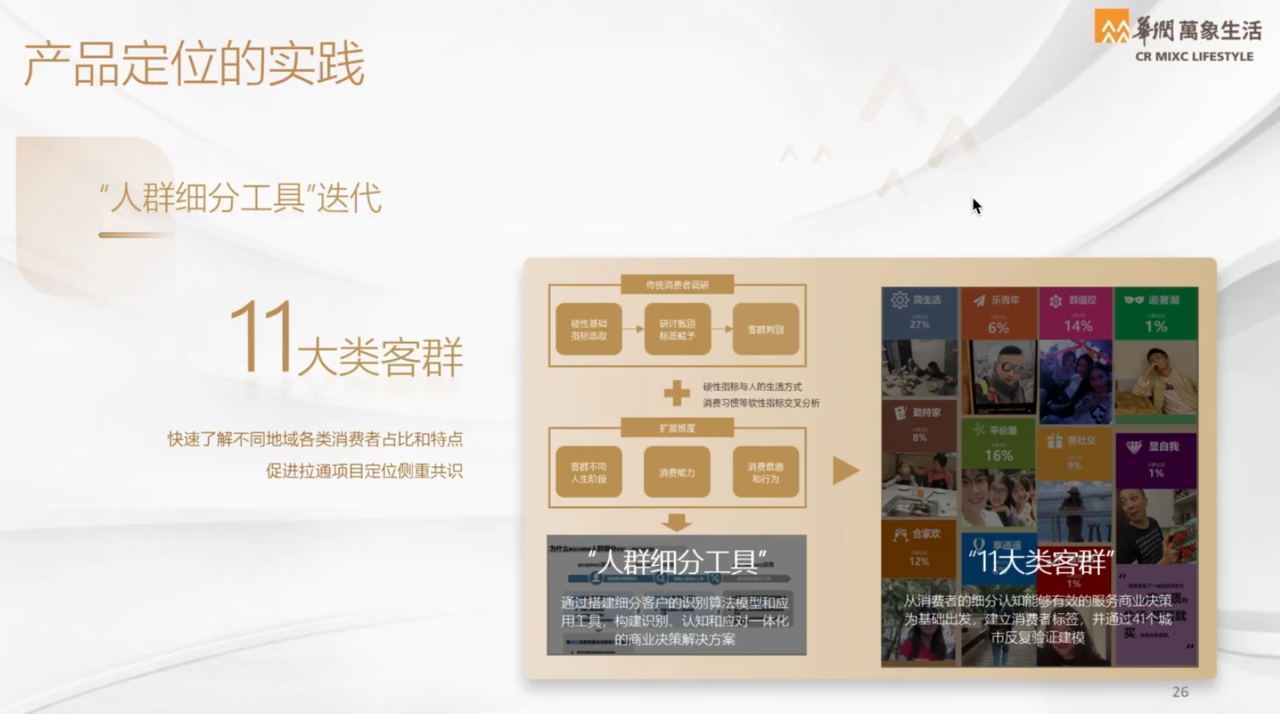 产品定位的实践
華潤萬象生活
CR MIXC LIFESTYLE
“人群细分工具”迭代
11大类客群
快速了解不同地域各类消费者占比和特点
促进拉通项目定位侧重共识
传统消费者调研
硬性基础
指标选取
研讨甄别
标签赋予
客群判别
硬性指标与人的生活方式
消费习惯等软性指标交叉分析
扩展维度
客群不同
人生阶段
消费能力
消费意愿
和行为
“人群细分工具”
通过搭建细分客户的识别算法模型和应
用工具，构建识别、认知和应对一体化
的商业决策解决方案
简生活
27%
乐青年
6%
颜值控
14%
追奢潮
1%
勤持家
8%
平价潮
16%
善社交
9%
显自我
1%
合家欢
12%
1%
“11大类客群”
从消费者的细分认知能够有效的服务商业决策
为基础出发，建立消费者标签，并通过41个城
市反复验证建模
26